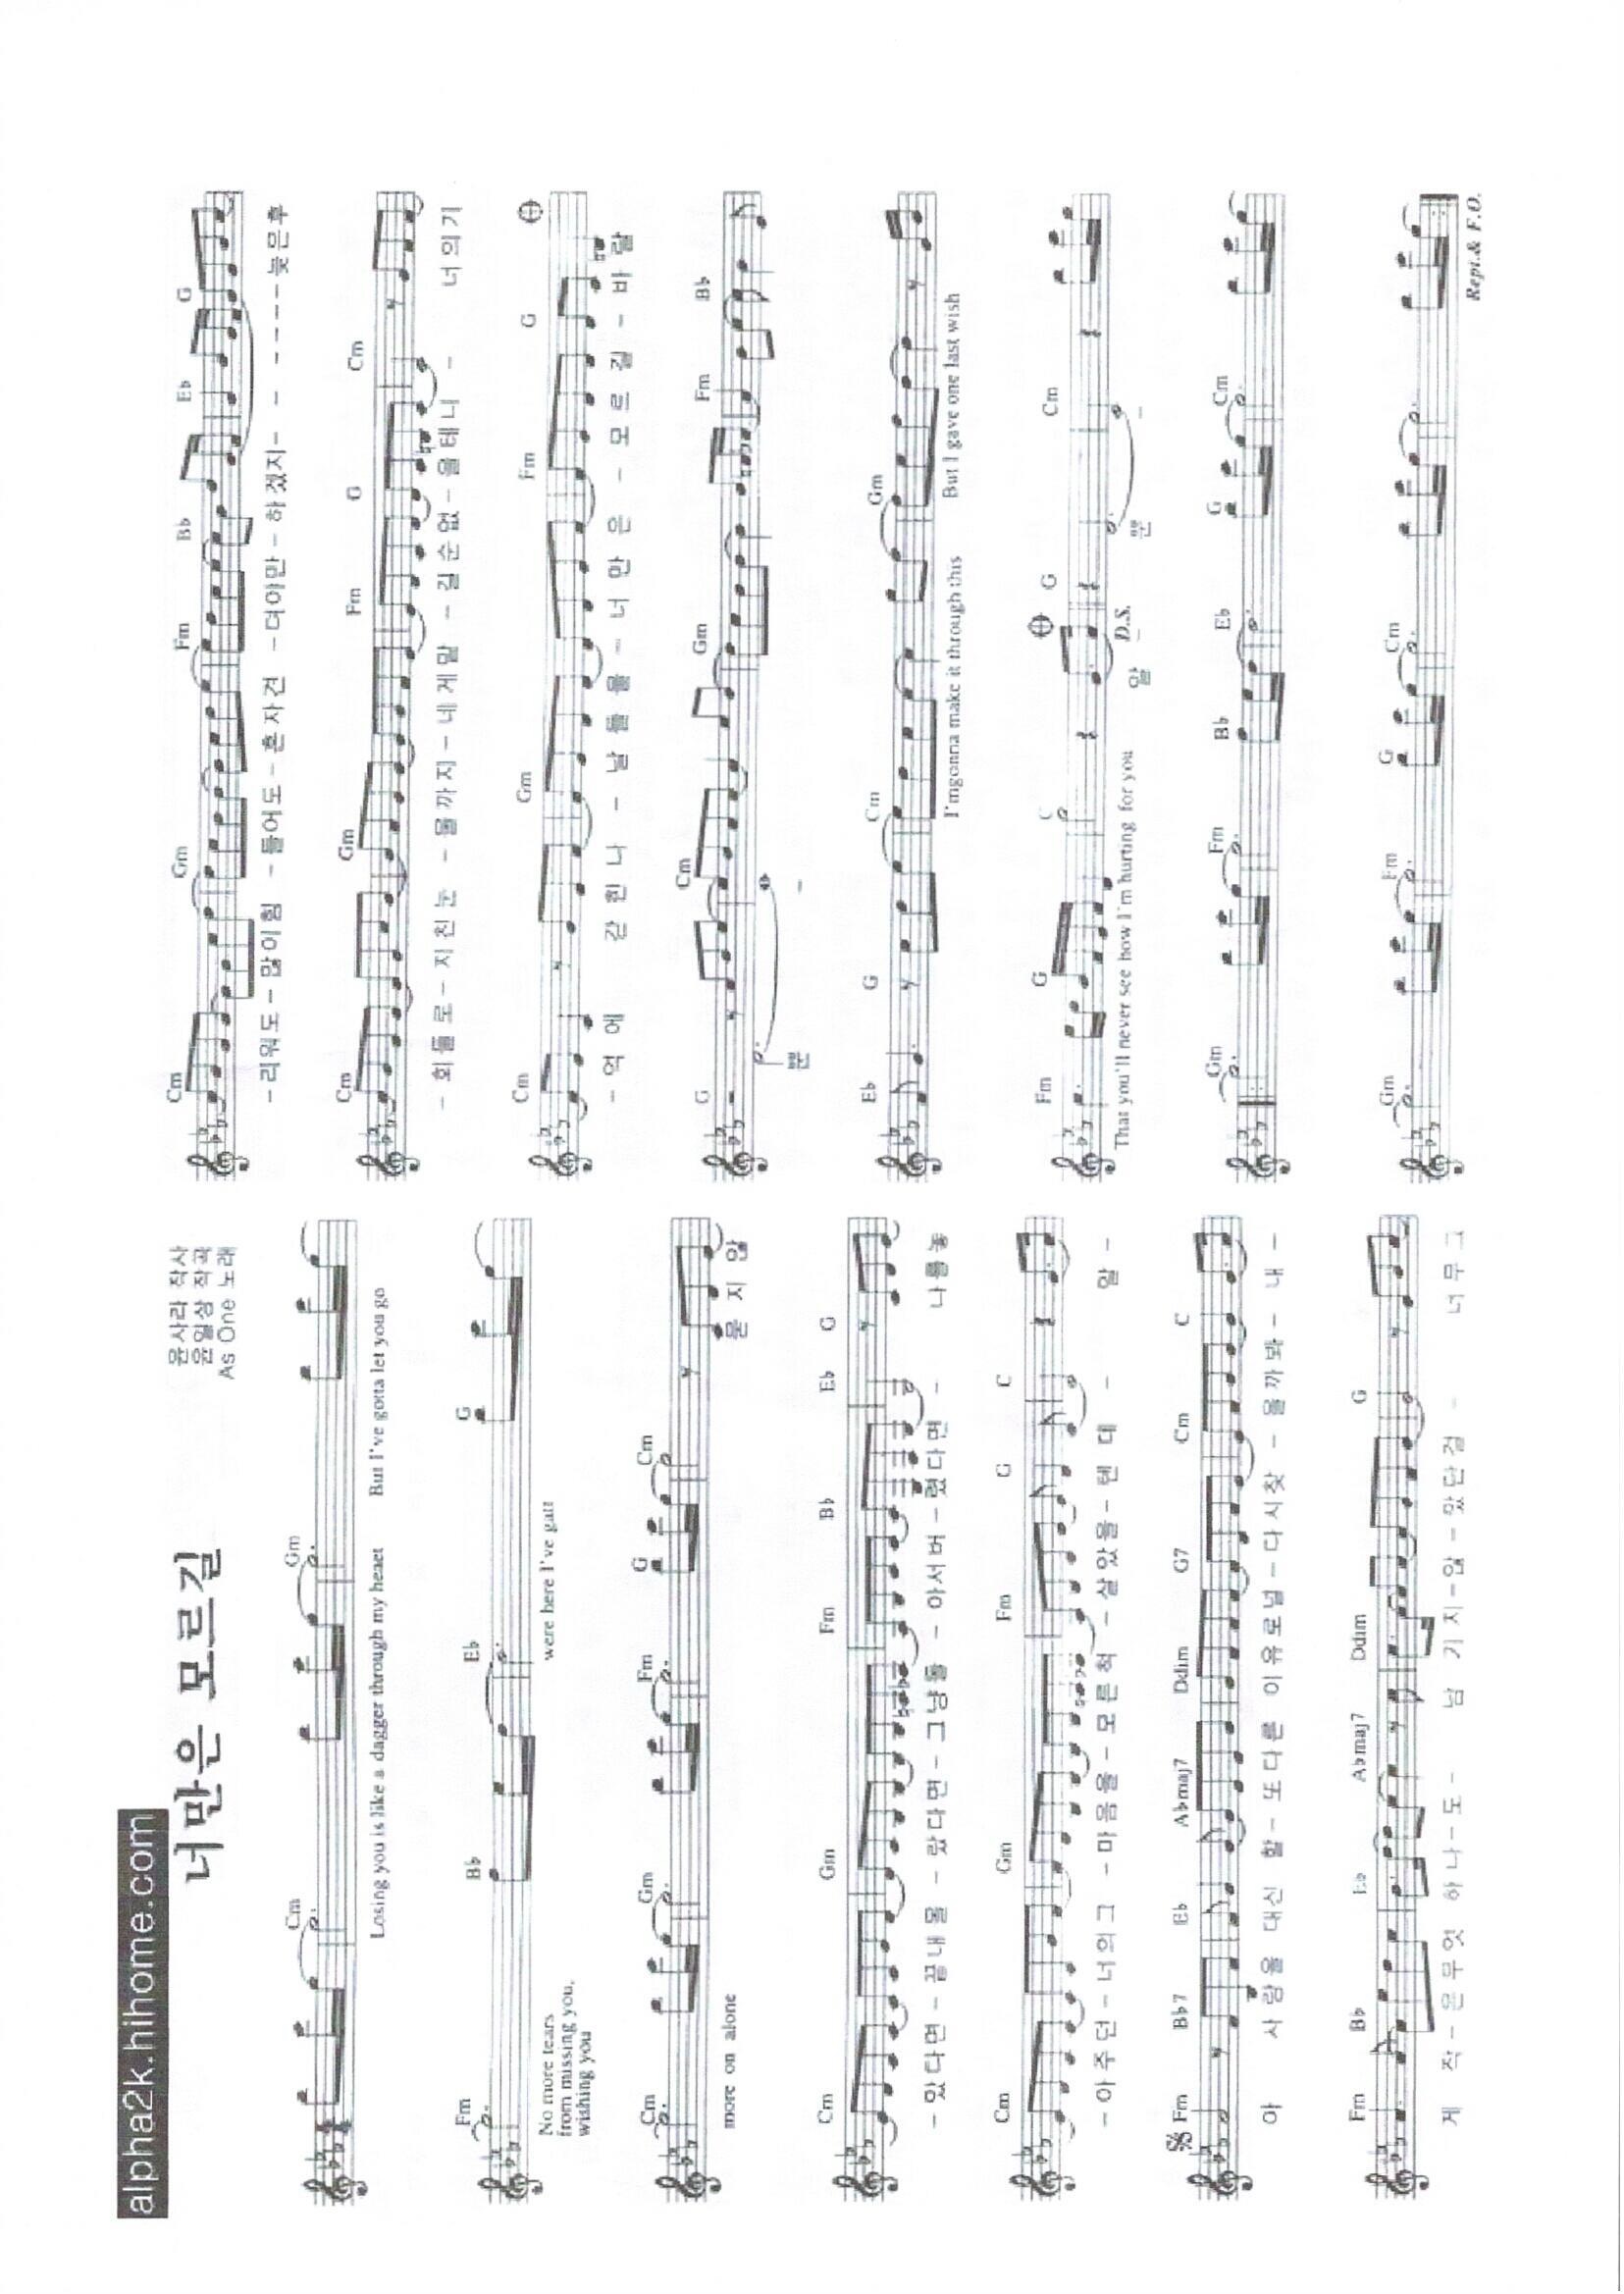 alpha2k.hihome.com
너만은 모르길
윤사라 작사
윤일상 작곡
As One 노래
Cm Gm
Losing you is like a dagger through my heaet But I've gotta let you go
Fm B♭ E♭ G
No more tears were here I've gatt
from missing you,
wishing you
Cm Gm Fm G Cm
more on alone 묻 지 않
Cm Gm Fm B♭ E♭ G
- 았다면 - 끝내몰 - 랐다면 - 그냥돌 - 아서버 - 렸다면 - 나를놓
Cm Gm Fm G C
- 아주던 - 너의그 - 마음을 - 모른척 - 살았을 - 텐 데 - 알 -
Fm B♭7 E♭ A♭maj7 Ddim G7 Cm C
아 사랑을 대신 할 - 또다른 이유로널 - 다시찾 - 을까봐 - 내 -
Fm B♭ E♭ A♭maj7 Ddim G
게 작 - 은무엇 하나 - 도 - 남 기지 - 않 - 았단걸 - 너무그
Cm Gm Fm B♭ E♭ G
- 리워도 - 많이힘 - 들어도 - 혼자견 - 뎌야만 - 하겠지 - - - - - - 늦은후
Cm Gm Fm G Cm
- 회들로 - 지친눈 - 물까지 - 네게맡 - 길순없 - 을테니 - 너의기
Cm Gm Fm G
- 억에 갇힌나 - 날들을 - 너만은 - 모르길 - 바랄
G Cm Gm Fm B♭
뿐 -
E♭ G Cm Gm
I'mgonna make it through this But I gave one last wish
Fm G C G Cm
That you'll never see how I'm hurting for you 알 - D.S. 뿐 -
Gm Fm B♭ E♭ G Cm
Gm Fm G Cm
Rept.& F.O.